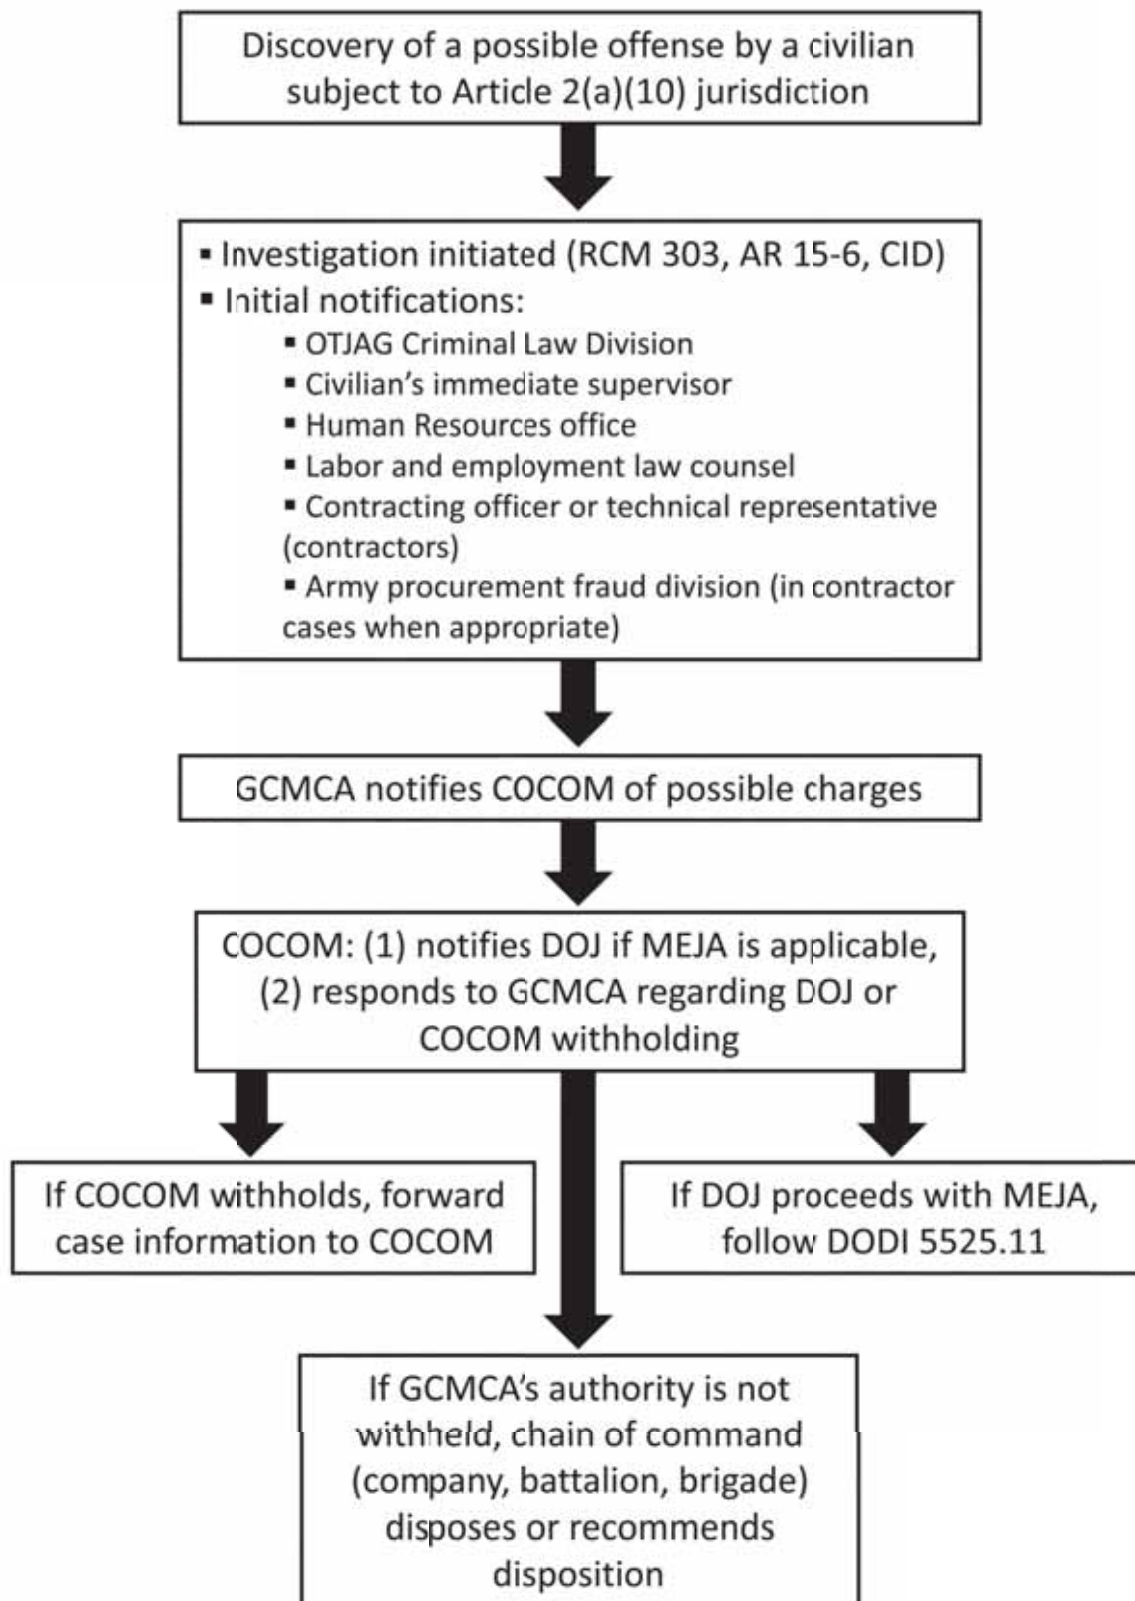 Discovery of a possible offense by a civilian
subject to Article 2(a)(10) jurisdiction
▪ Investigation initiated (RCM 303, AR 15-6, CID)
▪ Initial notifications:
▪ OTJAG Criminal Law Division
▪ Civilian’s immediate supervisor
▪ Human Resources office
▪ Labor and employment law counsel
▪ Contracting officer or technical representative
(contractors)
▪ Army procurement fraud division (in contractor
cases when appropriate)
GCMCA notifies COCOM of possible charges
COCOM: (1) notifies DOJ if MEJA is applicable,
(2) responds to GCMCA regarding DOJ or
COCOM withholding
If COCOM withholds, forward
case information to COCOM
If DOJ proceeds with MEJA,
follow DODI 5525.11
If GCMCA’s authority is not
withheld, chain of command
(company, battalion, brigade)
disposes or recommends
disposition